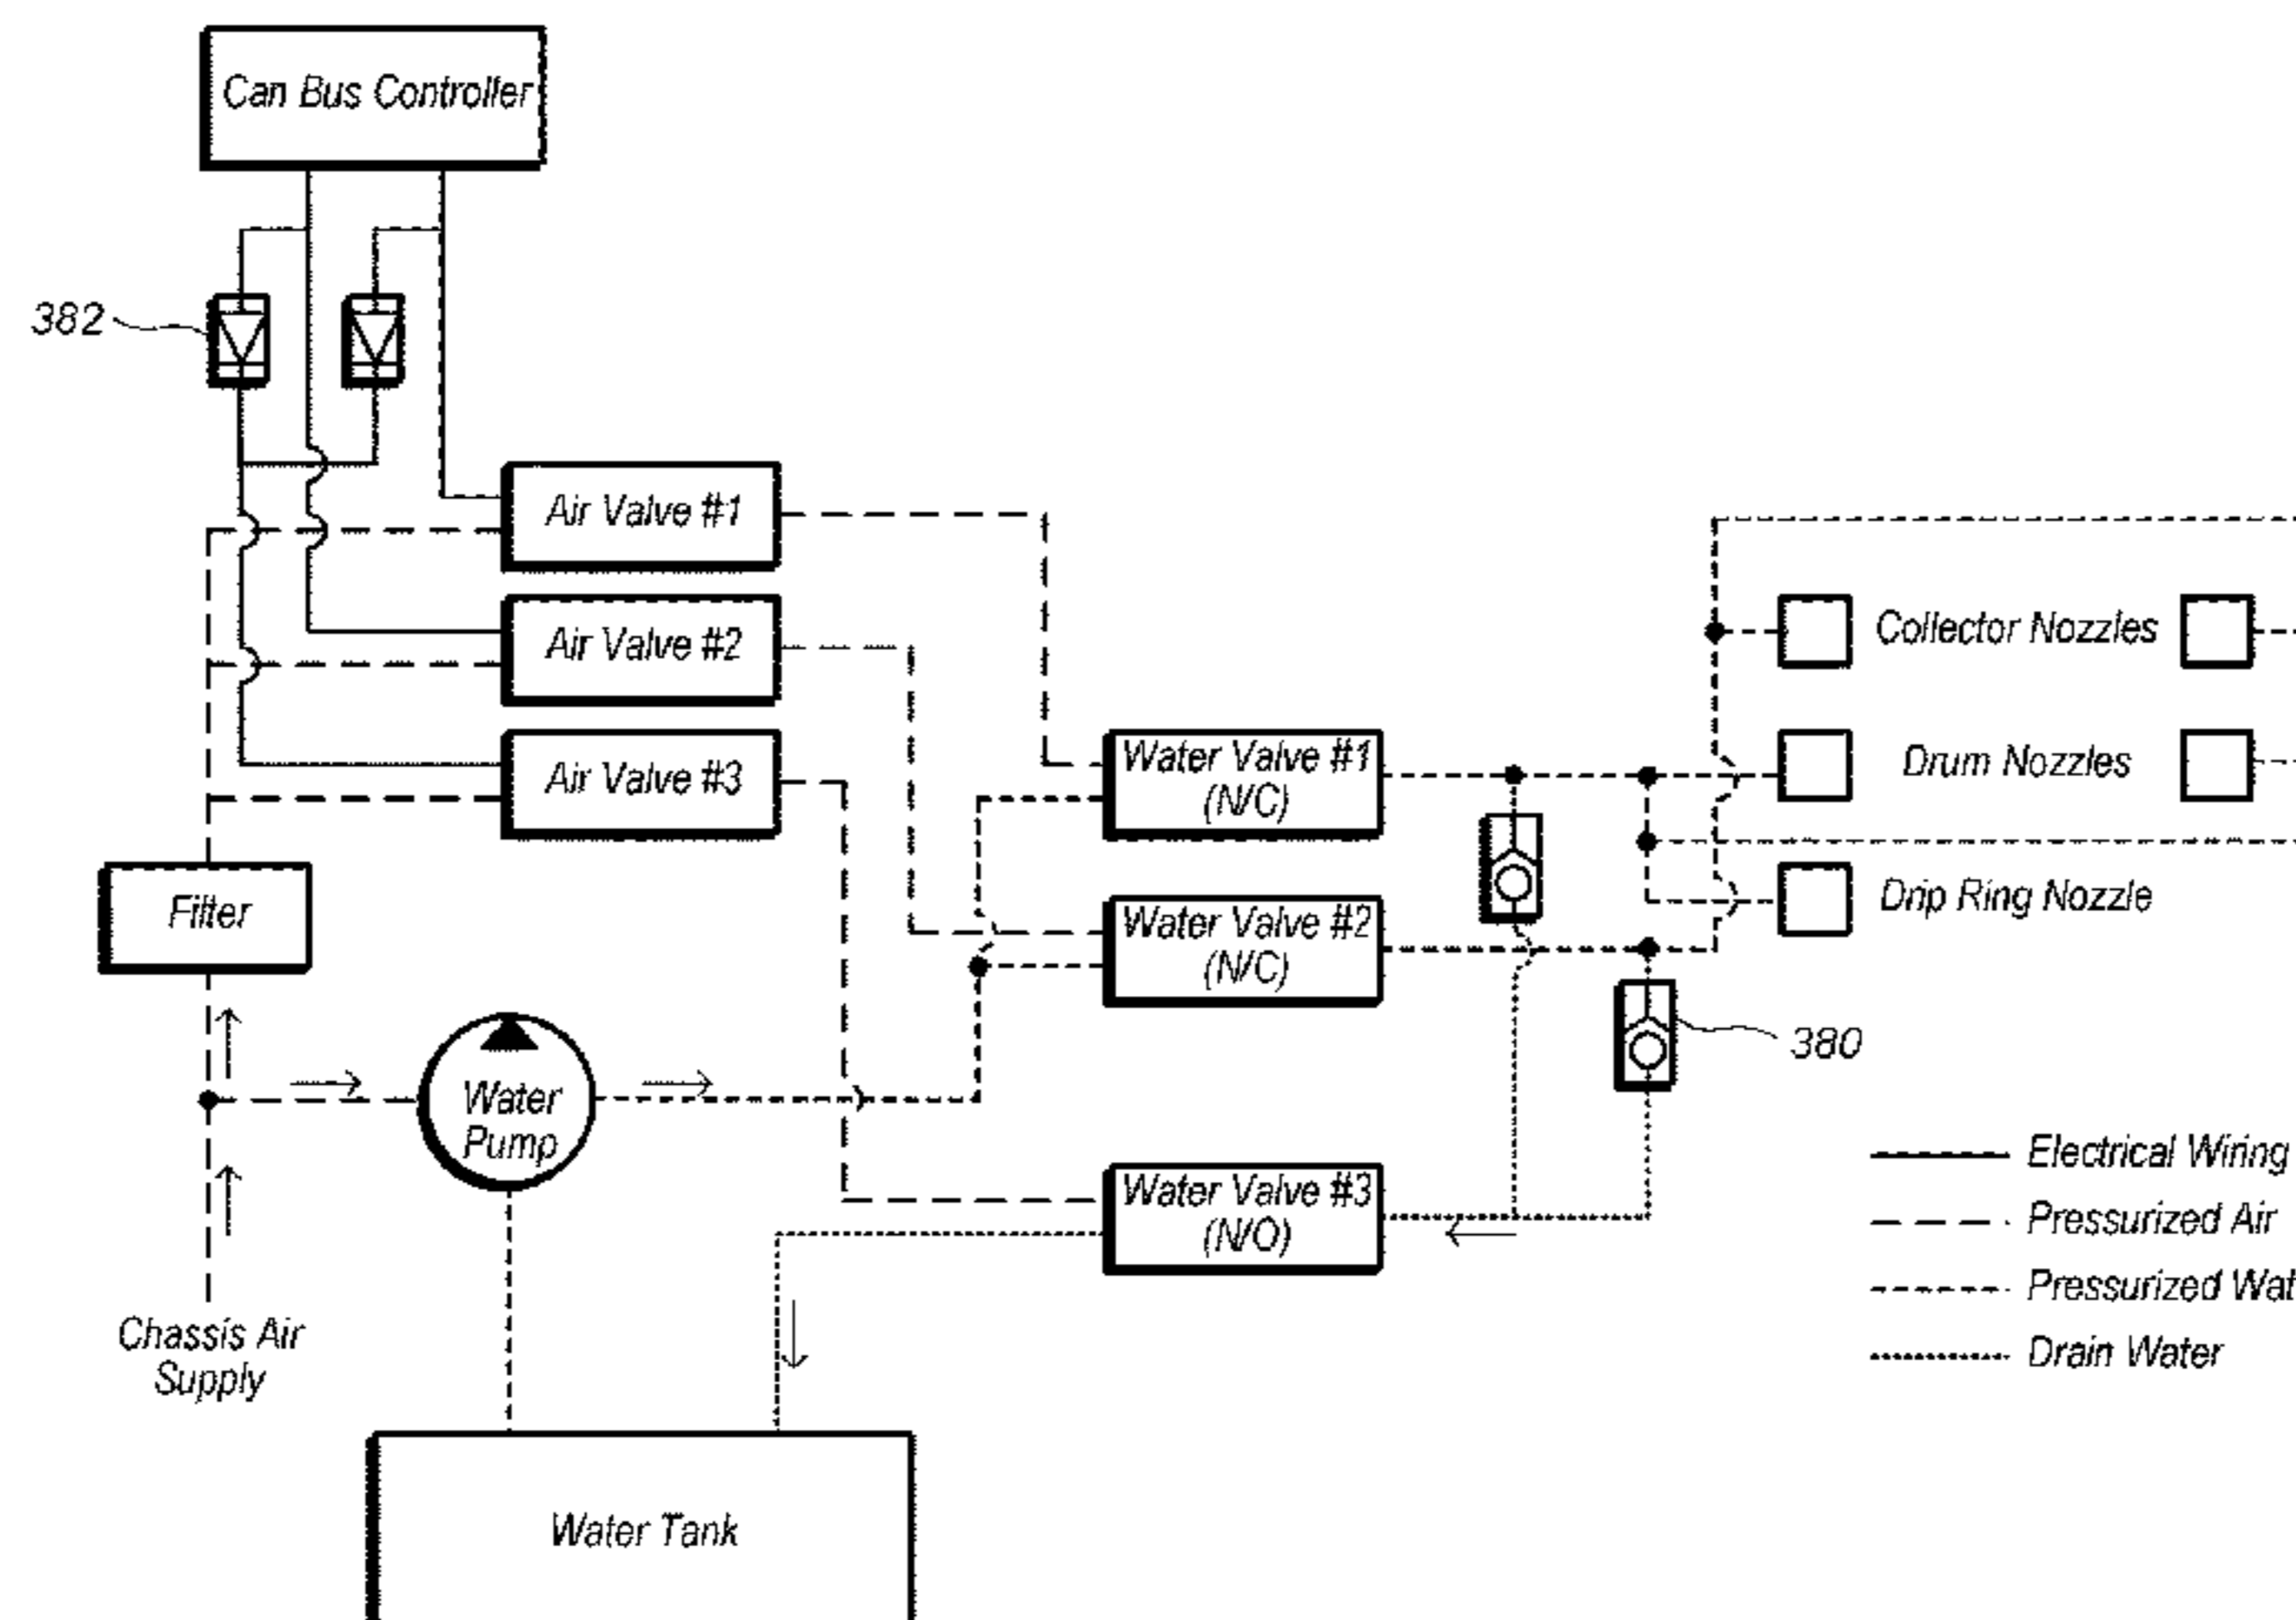 Can Bus Controller
382
Air Valve #1
Air Valve #2
Air Valve #3
Collector Nozzles
Water Valve #1
(N/C)
Drum Nozzles
Filter
Water Valve #2
(N/C)
Drip Ring Nozzle
380
Water
Pump
Water Valve #3
(N/O)
Electrical Wiring
Pressurized Air
Pressurized Wat
Drain Water
Chassis Air
Supply
Water Tank